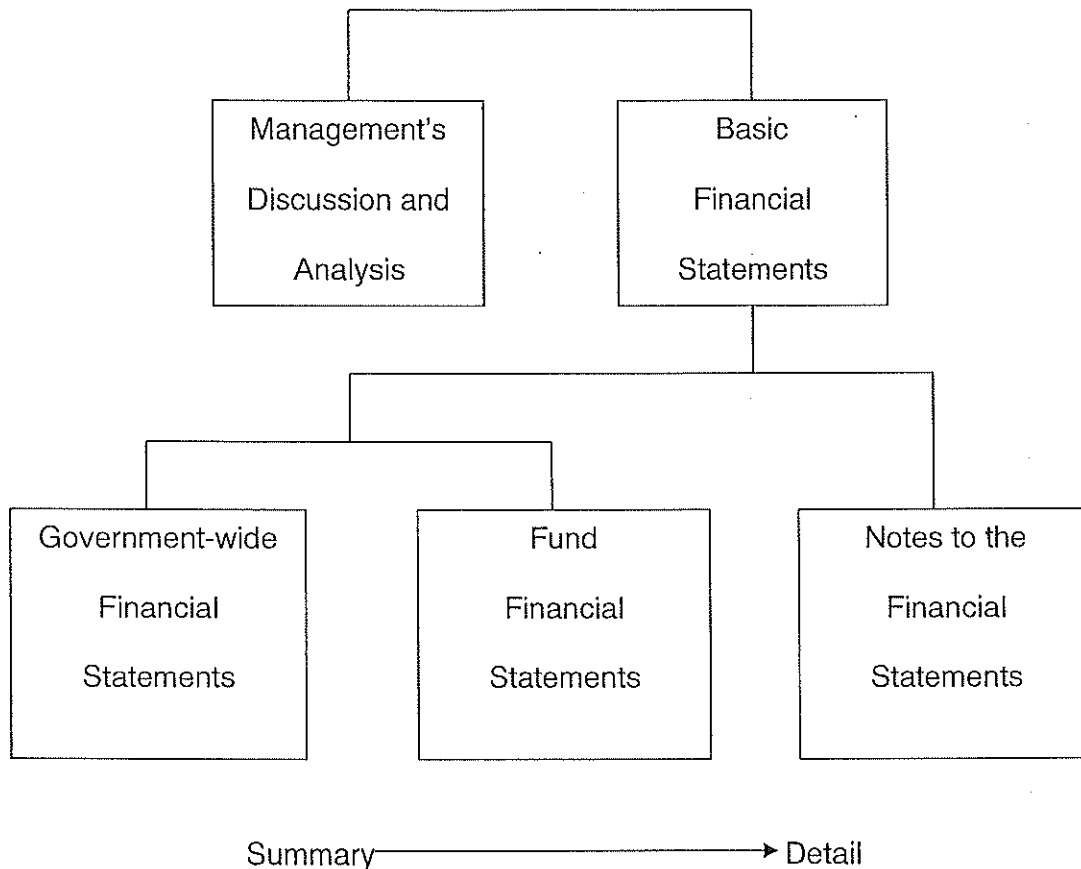 Management's
Discussion and
Analysis
Basic
Financial
Statements
Government-wide
Financial
Statements
Fund
Financial
Statements
Notes to the
Financial
Statements
Summary
Detail